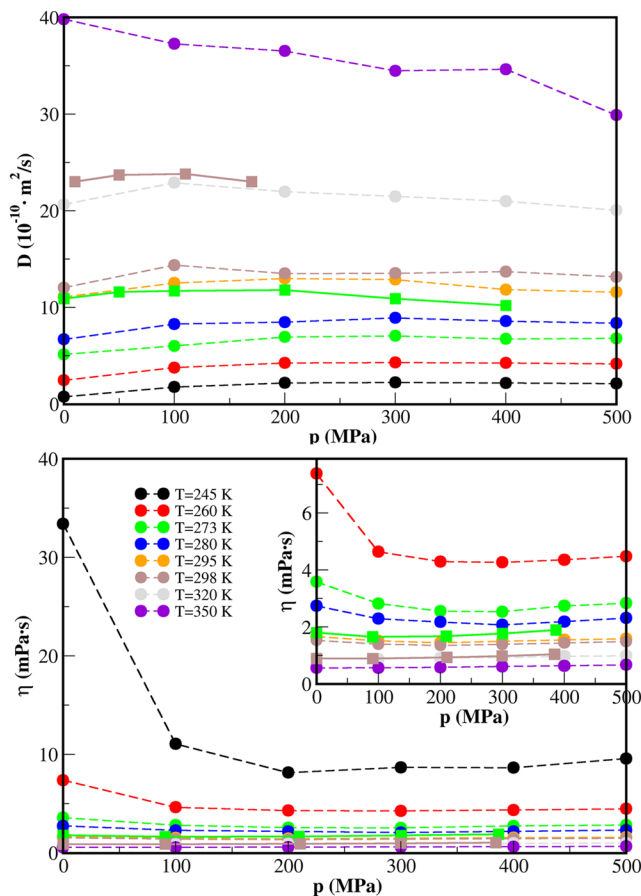 40
30
20
10
0
D (10⁻¹⁰· m²/s)
0 100 200 300 400 500
p (MPa)
40
30
20
10
0
η (mPa·s)
T=245 K
T=260 K
T=273 K
T=280 K
T=295 K
T=298 K
T=320 K
T=350 K
6
4
2
0
η (mPa·s)
0 100 200 300 400 500
p (MPa)
0 100 200 300 400 500
p (MPa)